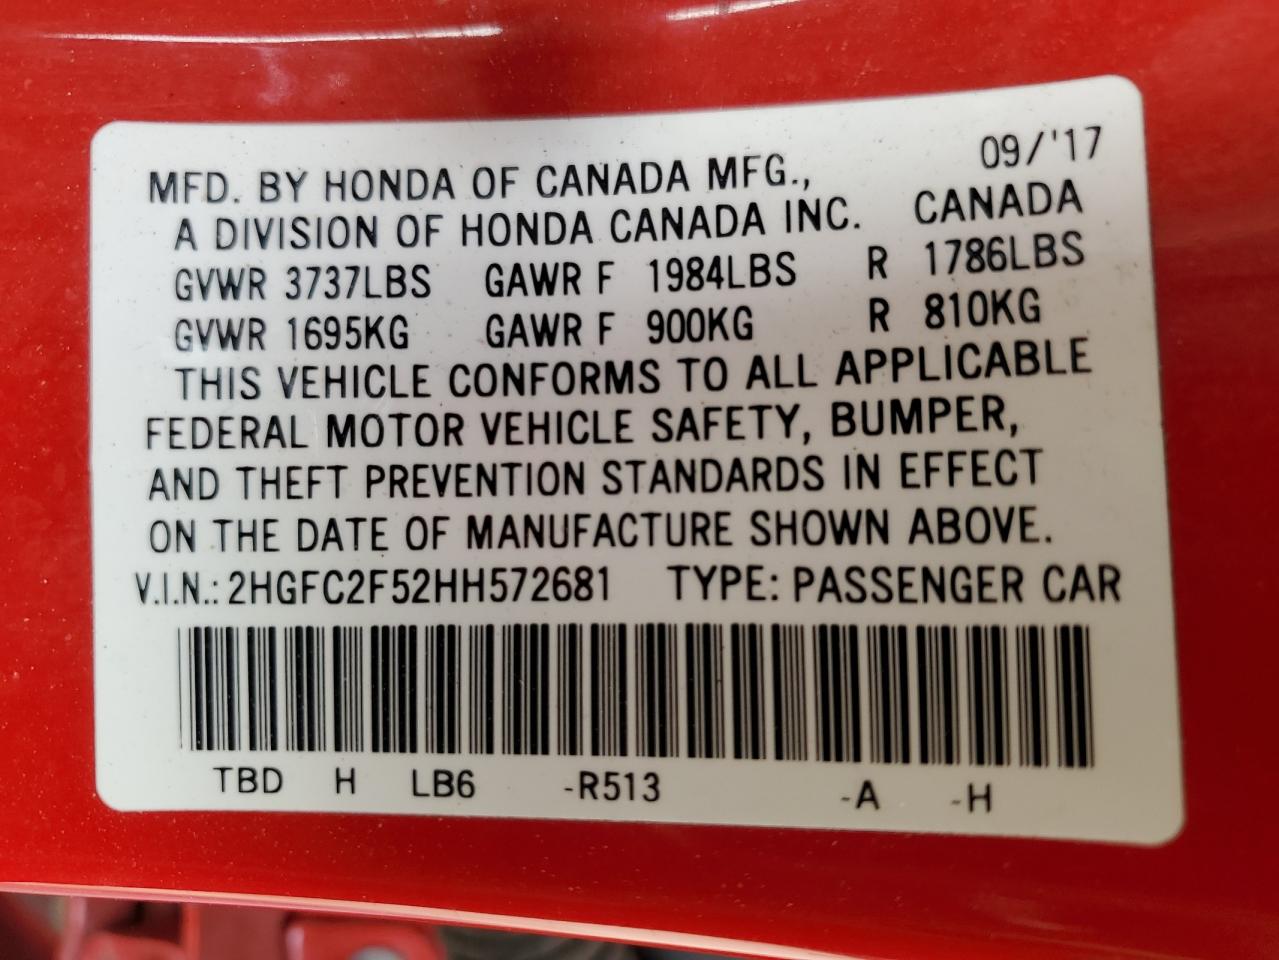 09/'17
MFD. BY HONDA OF CANADA MFG.,
A DIVISION OF HONDA CANADA INC. CANADA
GVWR 3737LBS GAWR F 1984LBS R 1786LBS
GVWR 1695KG GAWR F 900KG R 810KG
THIS VEHICLE CONFORMS TO ALL APPLICABLE
FEDERAL MOTOR VEHICLE SAFETY, BUMPER,
AND THEFT PREVENTION STANDARDS IN EFFECT
ON THE DATE OF MANUFACTURE SHOWN ABOVE.
V.I.N.: 2HGFC2F52HH572681 TYPE: PASSENGER CAR
TBD H LB6 -R513 -A -H